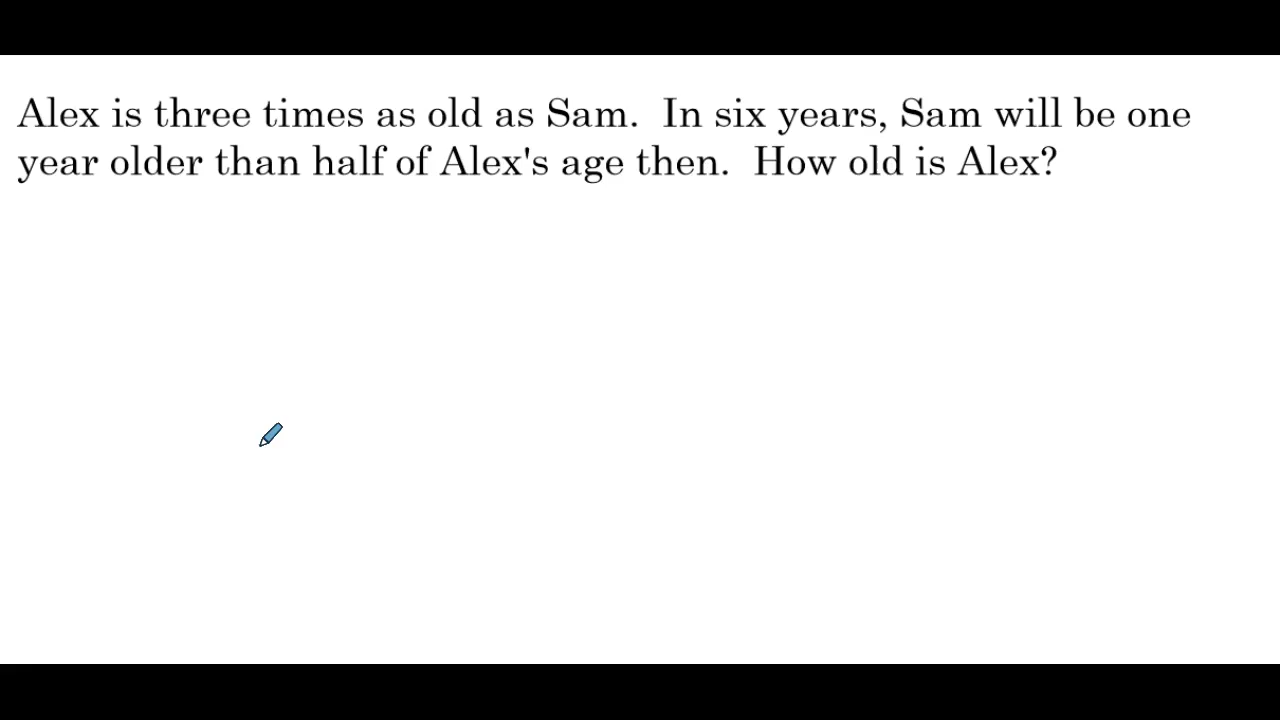 Alex is three times as old as Sam.  In six years, Sam will be one
year older than half of Alex's age then.  How old is Alex?